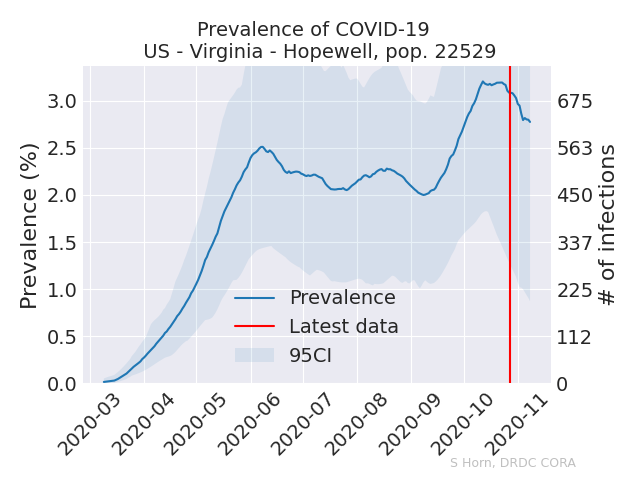 Prevalence of COVID-19
US - Virginia - Hopewell, pop. 22529
Prevalence (%)
3.0
2.5
2.0
1.5
1.0
0.5
0.0
675
563
450
337
225
112
0
# of infections
Prevalence
Latest data
95CI
2020-03
2020-04
2020-05
2020-06
2020-07
2020-08
2020-09
2020-10
2020-11
S Horn, DRDC CORA